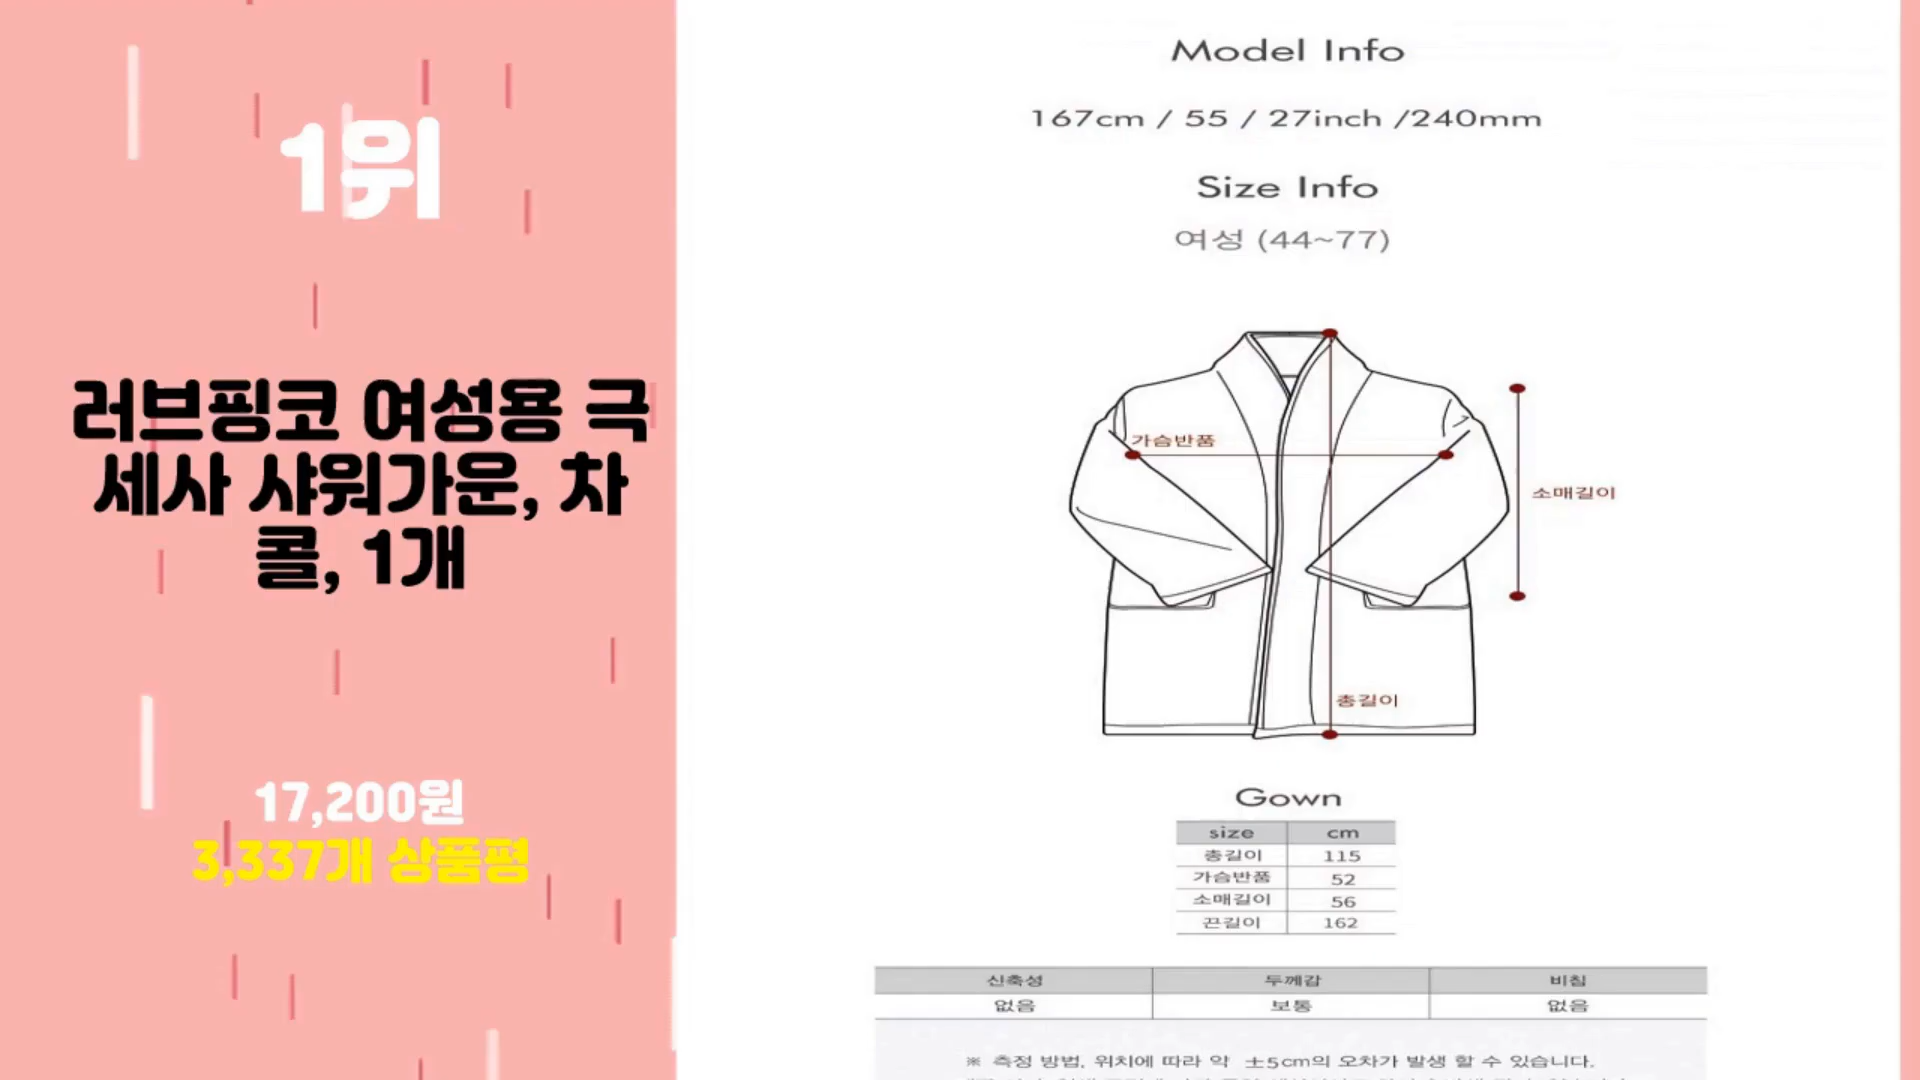 1위
러브핑코 여성용 극
세사 샤워가운, 차
콜, 1개
17,200원
3,337개 상품평
Model Info
167cm / 55 / 27inch /240mm
Size Info
여성 (44~77)
가슴반품
소매길이
총길이
Gown
size cm
총길이 115
가슴반품 52
소매길이 56
끈길이 162
신축성 두께감 비침
없음 보통 없음
※ 측정 방법, 위치에 따라 약 ±5cm의 오차가 발생 할 수 있습니다.